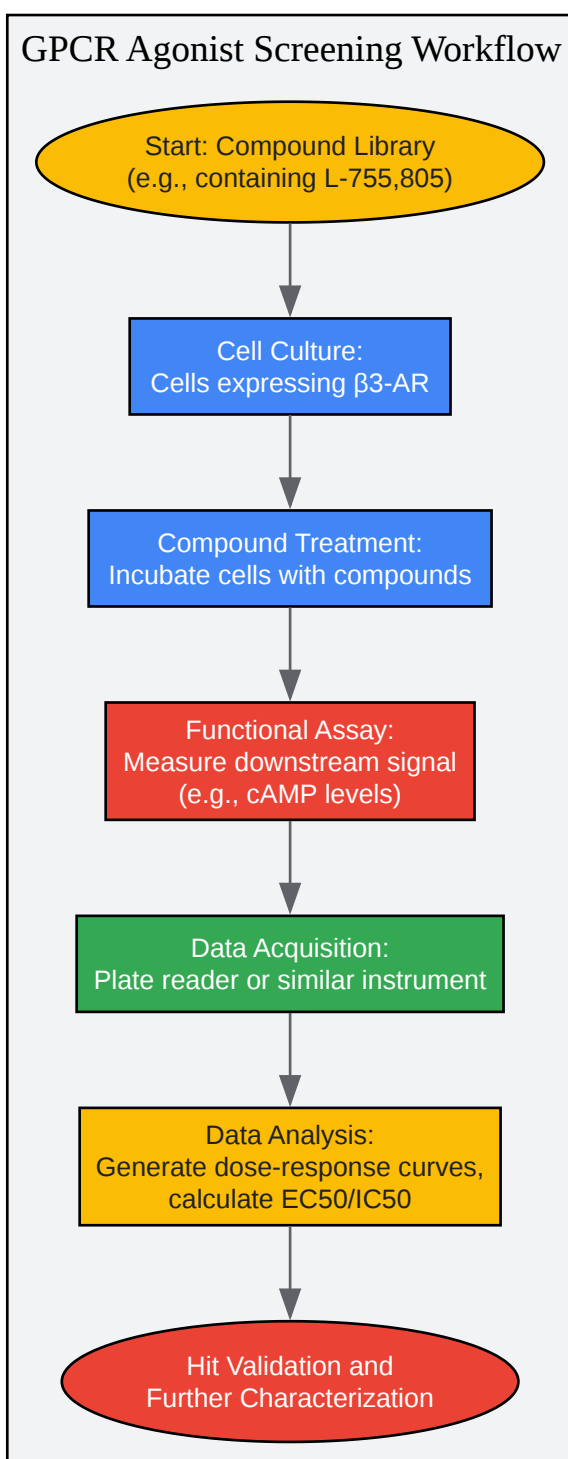 GPCR Agonist Screening Workflow
Start: Compound Library
(e.g., containing L-755,805)
Cell Culture:
Cells expressing β3-AR
Compound Treatment:
Incubate cells with compounds
Functional Assay:
Measure downstream signal
(e.g., cAMP levels)
Data Acquisition:
Plate reader or similar instrument
Data Analysis:
Generate dose-response curves,
calculate EC50/IC50
Hit Validation and
Further Characterization